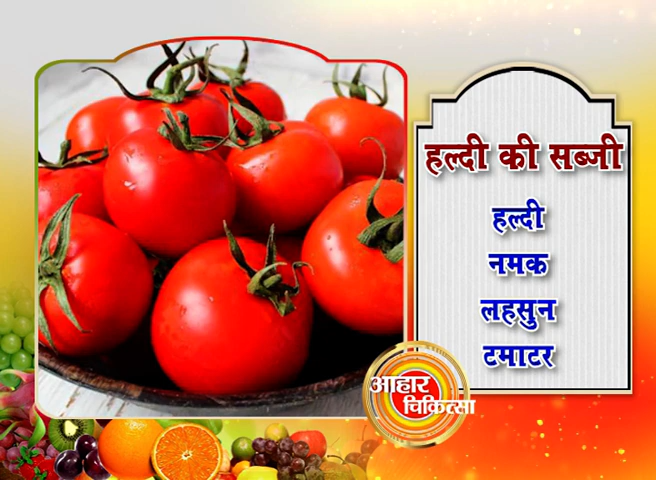 हल्दी की सब्जी
हल्दी
नमक
लहसुन
टमाटर
आहार
चिकित्सा